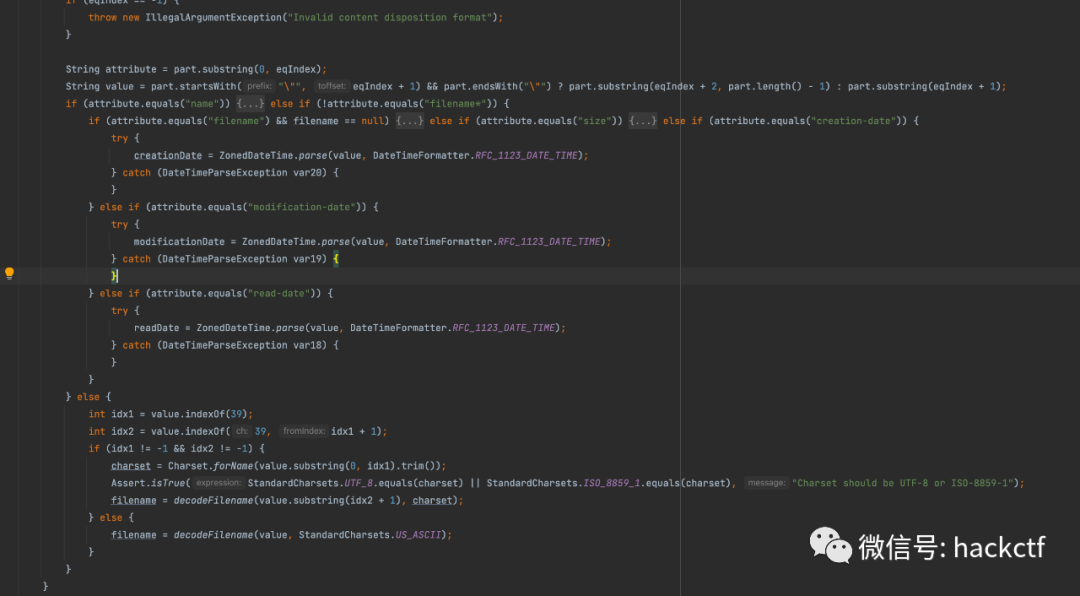 if (eqIndex == -1) {
throw new IllegalArgumentException("Invalid content disposition format");
}
String attribute = part.substring(0, eqIndex);
String value = part.startsWith( prefix: "\"", toffset: eqIndex + 1) && part.endsWith("\"") ? part.substring(eqIndex + 2, part.length() - 1) : part.substring(eqIndex + 1);
if (attribute.equals("name")) {...} else if (!attribute.equals("filename*")) {
if (attribute.equals("filename") && filename == null) {...} else if (attribute.equals("size")) {...} else if (attribute.equals("creation-date")) {
try {
creationDate = ZonedDateTime.parse(value, DateTimeFormatter.RFC_1123_DATE_TIME);
} catch (DateTimeParseException var20) {
}
} else if (attribute.equals("modification-date")) {
try {
modificationDate = ZonedDateTime.parse(value, DateTimeFormatter.RFC_1123_DATE_TIME);
} catch (DateTimeParseException var19) {
}
} else if (attribute.equals("read-date")) {
try {
readDate = ZonedDateTime.parse(value, DateTimeFormatter.RFC_1123_DATE_TIME);
} catch (DateTimeParseException var18) {
}
}
} else {
int idx1 = value.indexOf(39);
int idx2 = value.indexOf( ch: 39, fromIndex: idx1 + 1);
if (idx1 != -1 && idx2 != -1) {
charset = Charset.forName(value.substring(0, idx1).trim());
Assert.isTrue( expression: StandardCharsets.UTF_8.equals(charset) || StandardCharsets.ISO_8859_1.equals(charset), message: "Charset should be UTF-8 or ISO-8859-1");
filename = decodeFilename(value.substring(idx2 + 1), charset);
} else {
filename = decodeFilename(value, StandardCharsets.US_ASCII);
}
}
}
微信号: hackctf